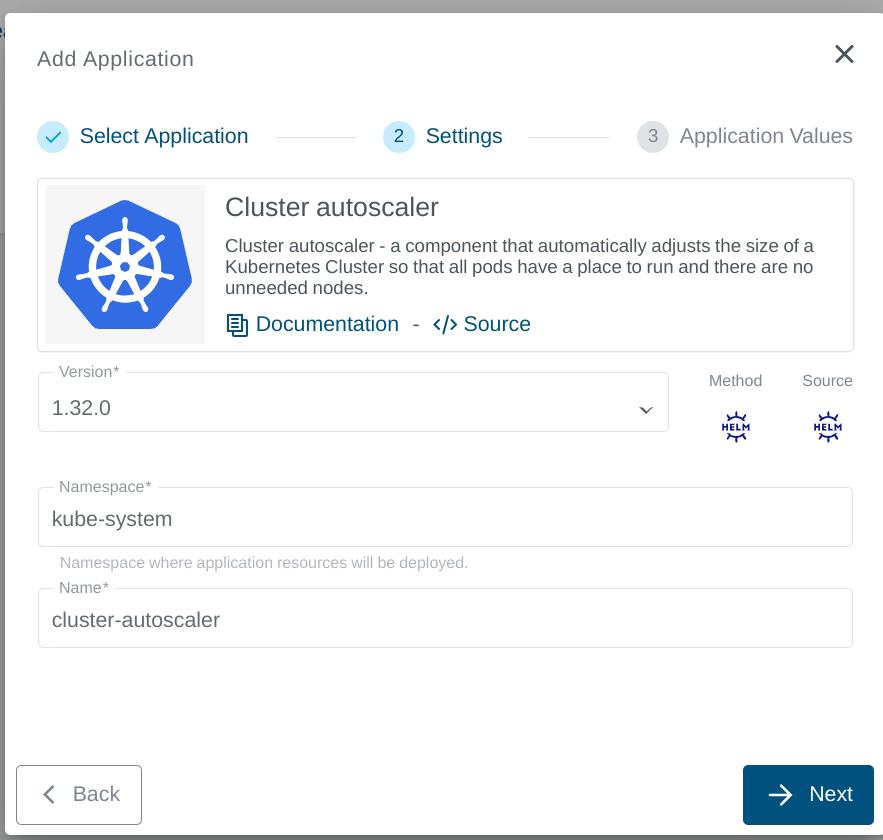 Add Application
Select Application
2 Settings
3 Application Values
Cluster autoscaler
Cluster autoscaler - a component that automatically adjusts the size of a
Kubernetes Cluster so that all pods have a place to run and there are no
unneeded nodes.
Documentation - </> Source
Version*
1.32.0
Method
Source
HELM
HELM
Namespace*
kube-system
Namespace where application resources will be deployed.
Name*
cluster-autoscaler
Back
Next